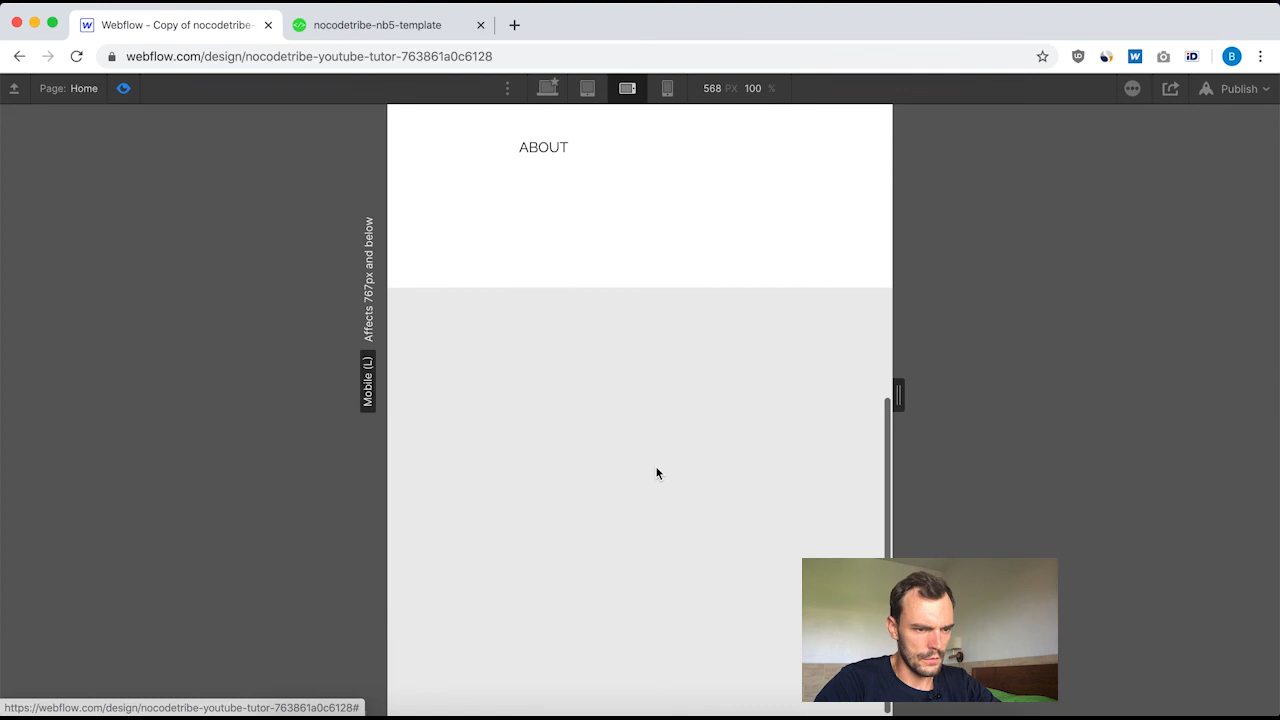 Webflow - Copy of nocodetribe-
nocodetribe-nb5-template
webflow.com/design/nocodetribe-youtube-tutor-763861a0c6128
B
Page: Home
568 PX 100 %
Publish
ABOUT
Affects 767px and below
Mobile (L)
https://webflow.com/design/nocodetribe-youtube-tutor-763861a0c6128#